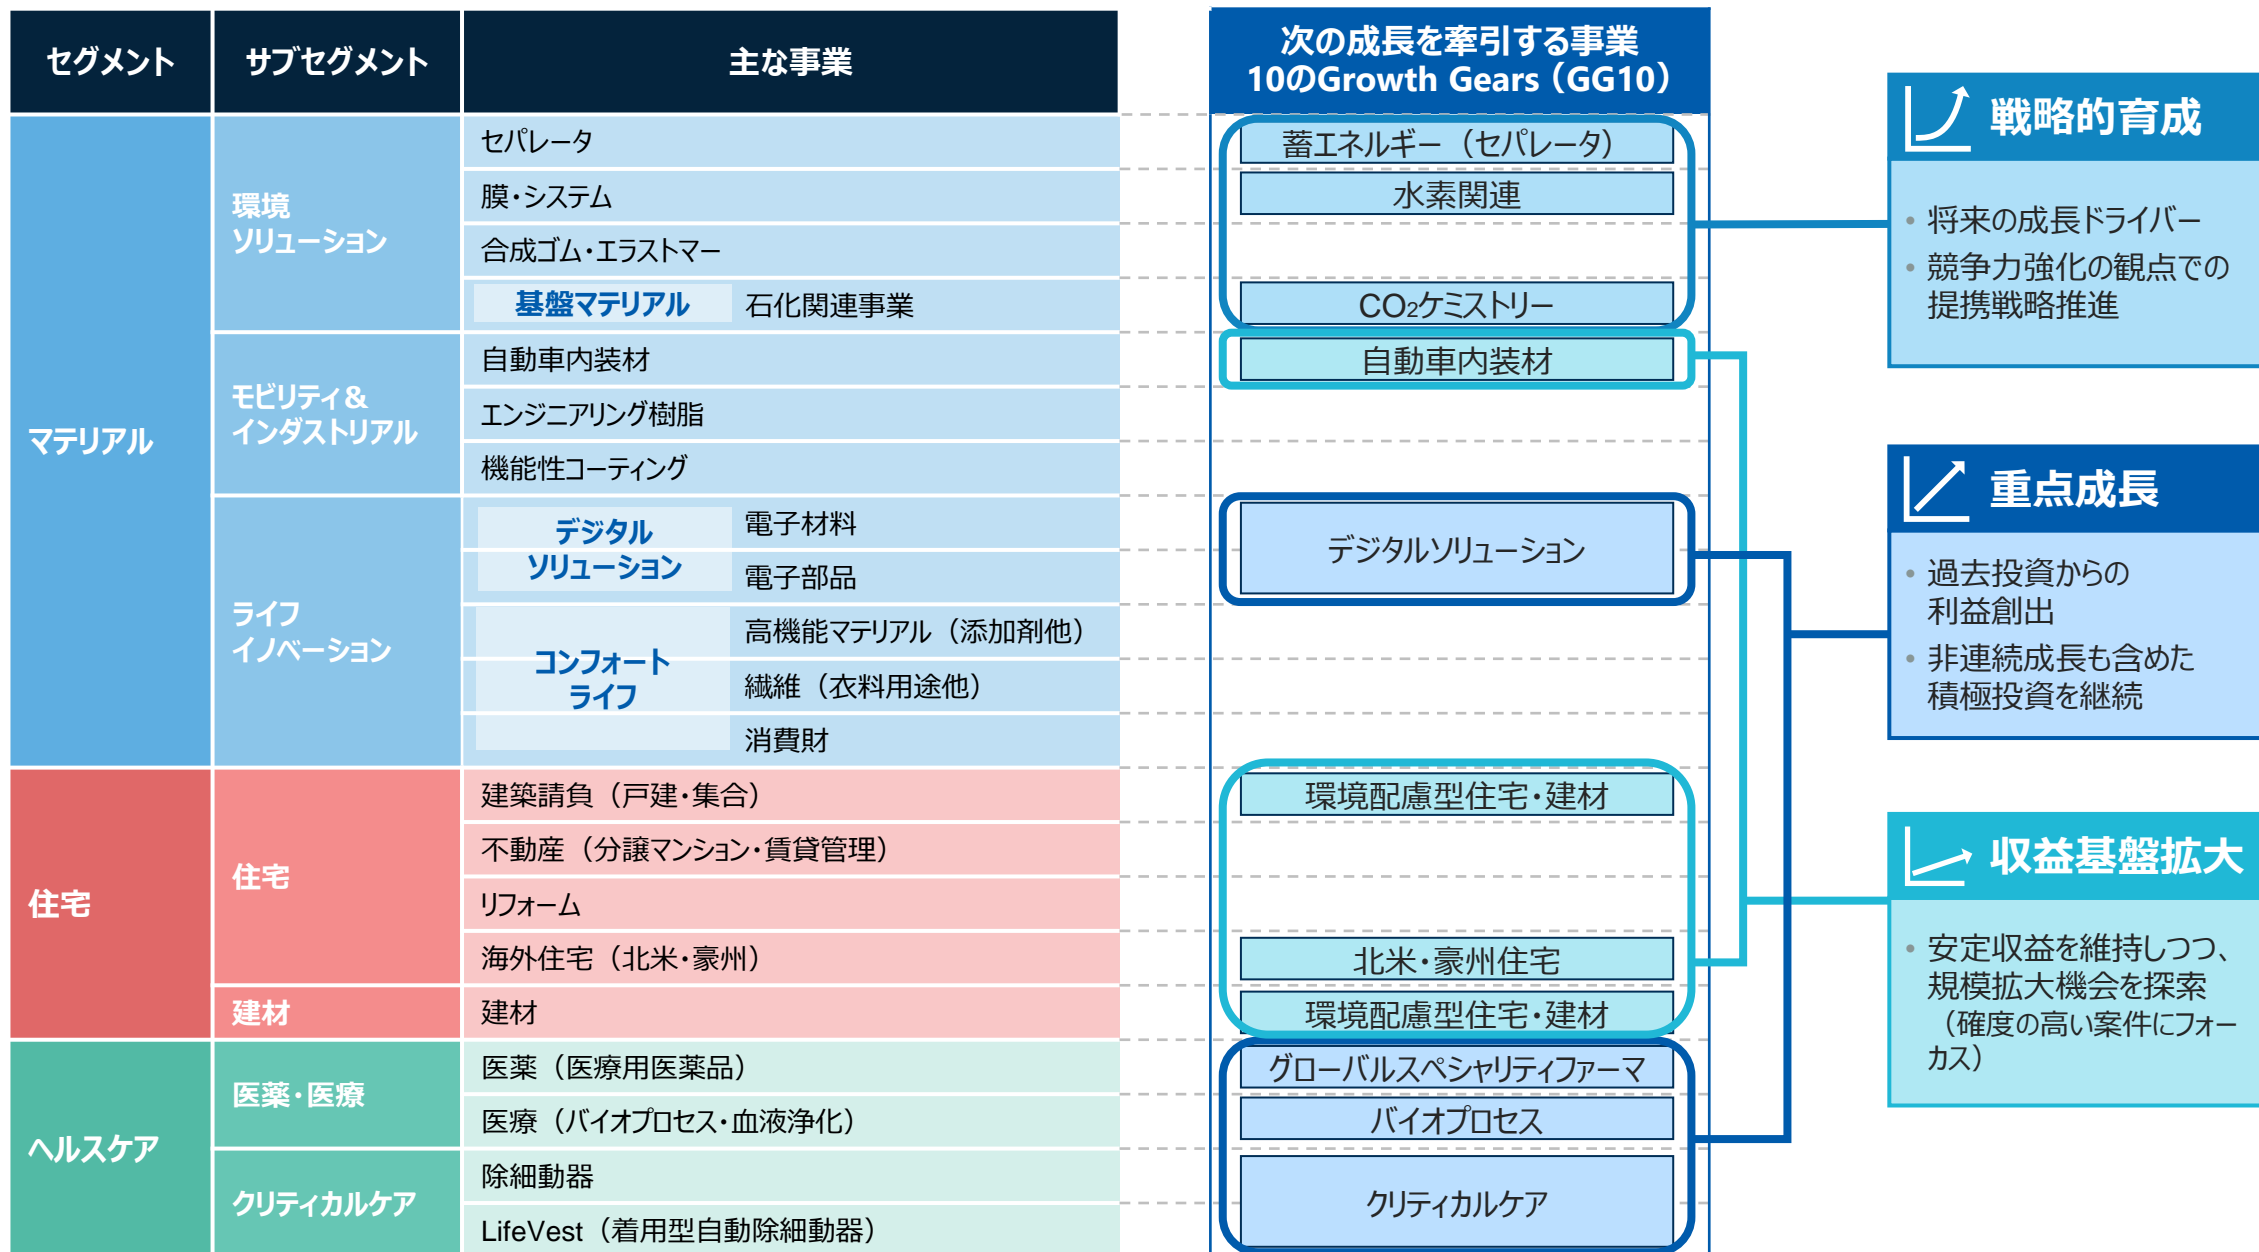 セグメント
サブセグメント
主な事業
次の成長を牽引する事業
10のGrowth Gears（GG10）
マテリアル
環境
ソリューション
セパレータ
膜・システム
合成ゴム・エラストマー
基盤マテリアル
石化関連事業
モビリティ＆
インダストリアル
自動車内装材
エンジニアリング樹脂
機能性コーティング
ライフ
イノベーション
デジタル
ソリューション
電子材料
電子部品
コンフォート
ライフ
高機能マテリアル（添加剤他）
繊維（衣料用途他）
消費財
住宅
住宅
建築請負（戸建・集合）
不動産（分譲マンション・賃貸管理）
リフォーム
海外住宅（北米・豪州）
建材
建材
ヘルスケア
医薬・医療
医薬（医療用医薬品）
医療（バイオプロセス・血液浄化）
クリティカルケア
除細動器
LifeVest（着用型自動除細動器）
蓄エネルギー（セパレータ）
水素関連
CO2ケミストリー
自動車内装材
デジタルソリューション
環境配慮型住宅・建材
北米・豪州住宅
環境配慮型住宅・建材
グローバルスペシャリティファーマ
バイオプロセス
クリティカルケア
戦略的育成
• 将来の成長ドライバー
• 競争力強化の観点での
提携戦略推進
重点成長
• 過去投資からの
利益創出
• 非連続成長も含めた
積極投資を継続
収益基盤拡大
• 安定収益を維持しつつ、
規模拡大機会を探索
（確度の高い案件にフォー
カス）